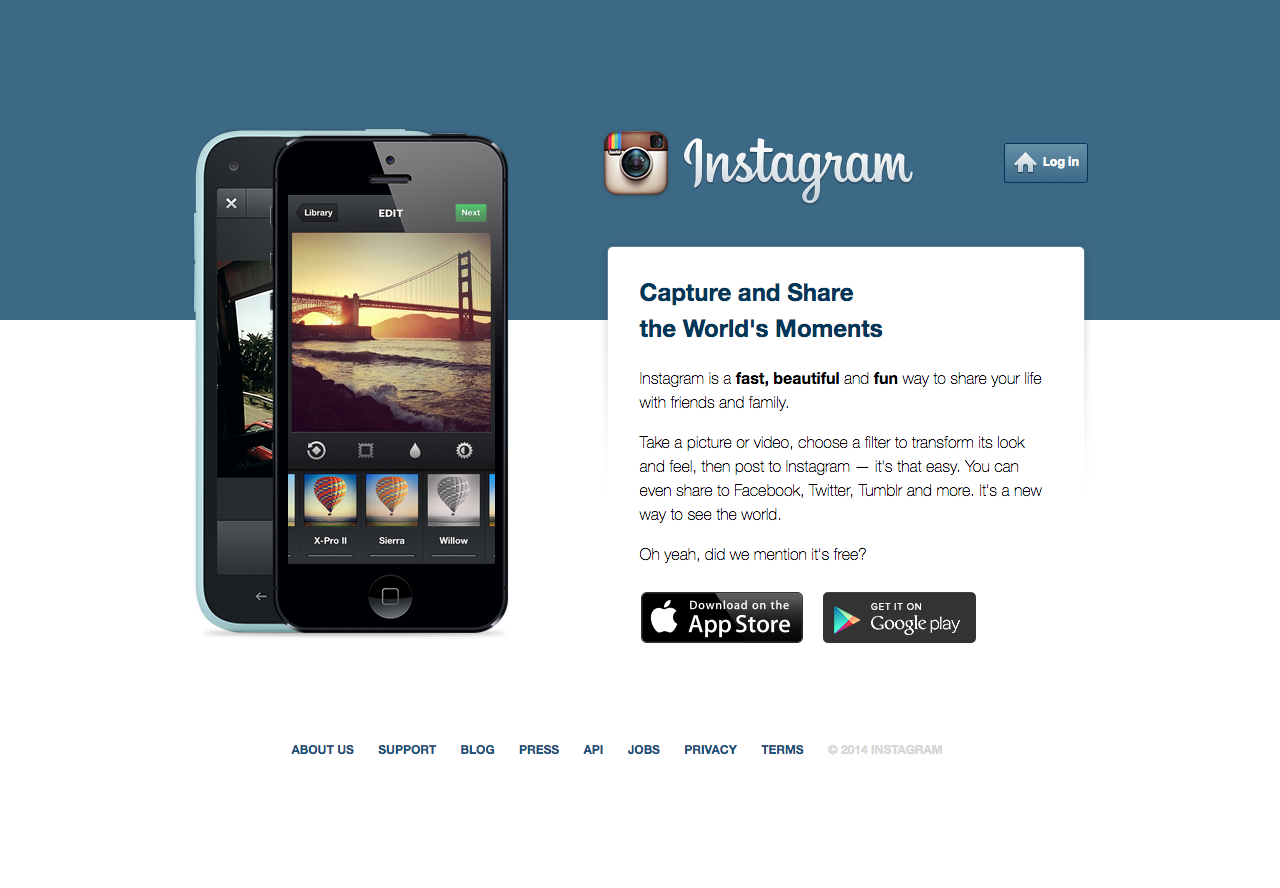 Instagram
Log in
Library
EDIT
Next
X-Pro II
Sierra
Willow
Capture and Share
the World's Moments
Instagram is a fast, beautiful and fun way to share your life
with friends and family.
Take a picture or video, choose a filter to transform its look
and feel, then post to Instagram — it's that easy. You can
even share to Facebook, Twitter, Tumblr and more. It's a new
way to see the world.
Oh yeah, did we mention it's free?
Download on the
App Store
GET IT ON
Google play
ABOUT US SUPPORT BLOG PRESS API JOBS PRIVACY TERMS © 2014 INSTAGRAM